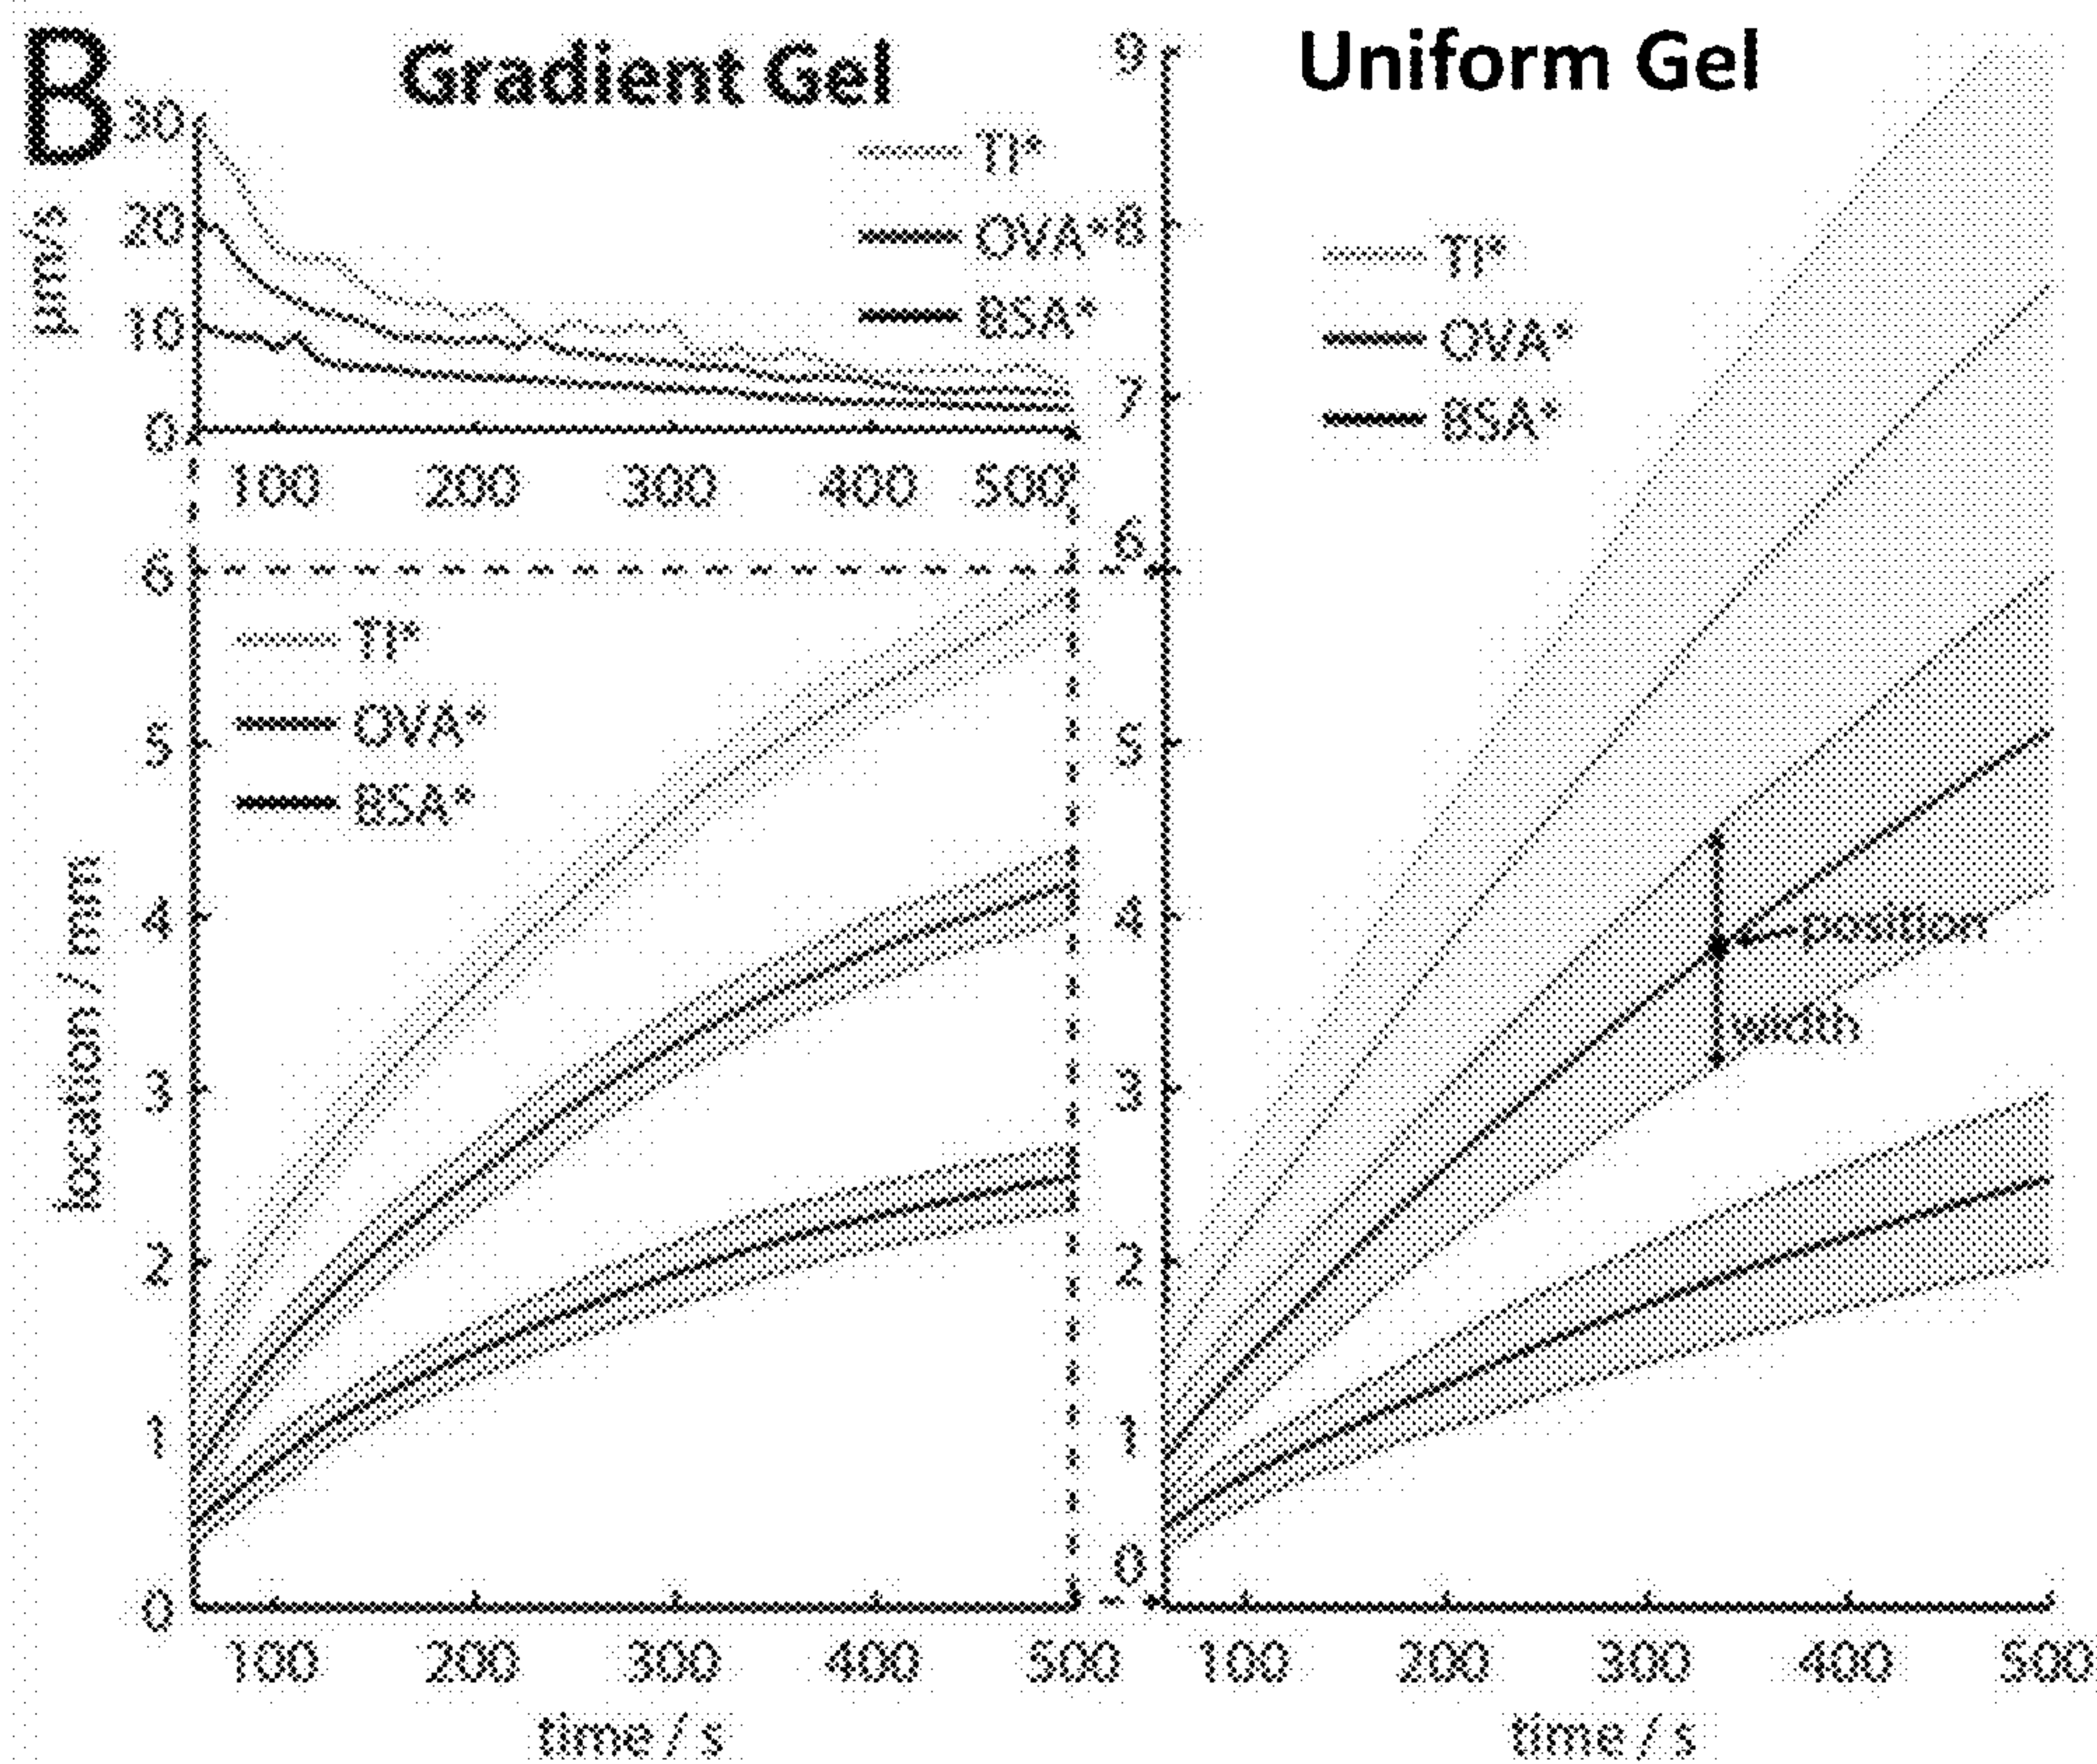 B
Gradient Gel
Uniform Gel
30
20
10
0
μm/s
TI*
OVA*
BSA*
100 200 300 400 500
6
5
4
3
2
1
0
location / mm
TI*
OVA*
BSA*
100 200 300 400 500
time / s
9
8
7
6
5
4
3
2
1
0
TI*
OVA*
BSA*
position
width
100 200 300 400 500
time / s